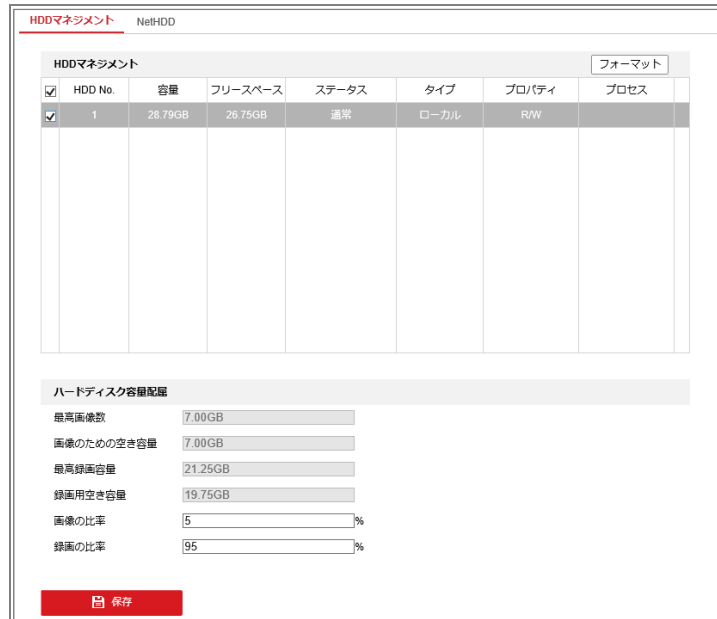 HDDマネジメント NetHDD
HDDマネジメント フォーマット
HDD No. 容量 フリースペース ステータス タイプ プロパティ プロセス
1 28.79GB 26.75GB 通常 ローカル R/W
ハードディスク容量配屈
最高画像数 7.00GB
画像のための空き容量 7.00GB
最高録画容量 21.25GB
録画用空き容量 19.75GB
画像の比率 5 %
録画の比率 95 %
保存